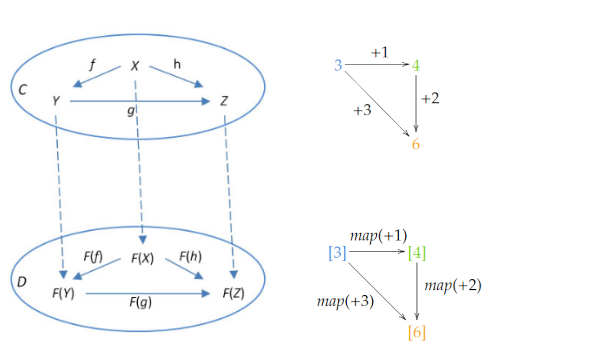 f X h
C
Y g Z
F(f) F(X) F(h)
D
F(Y) F(g) F(Z)
+1
3 4
+3 +2
6
map(+1)
[3] [4]
map(+3) map(+2)
[6]